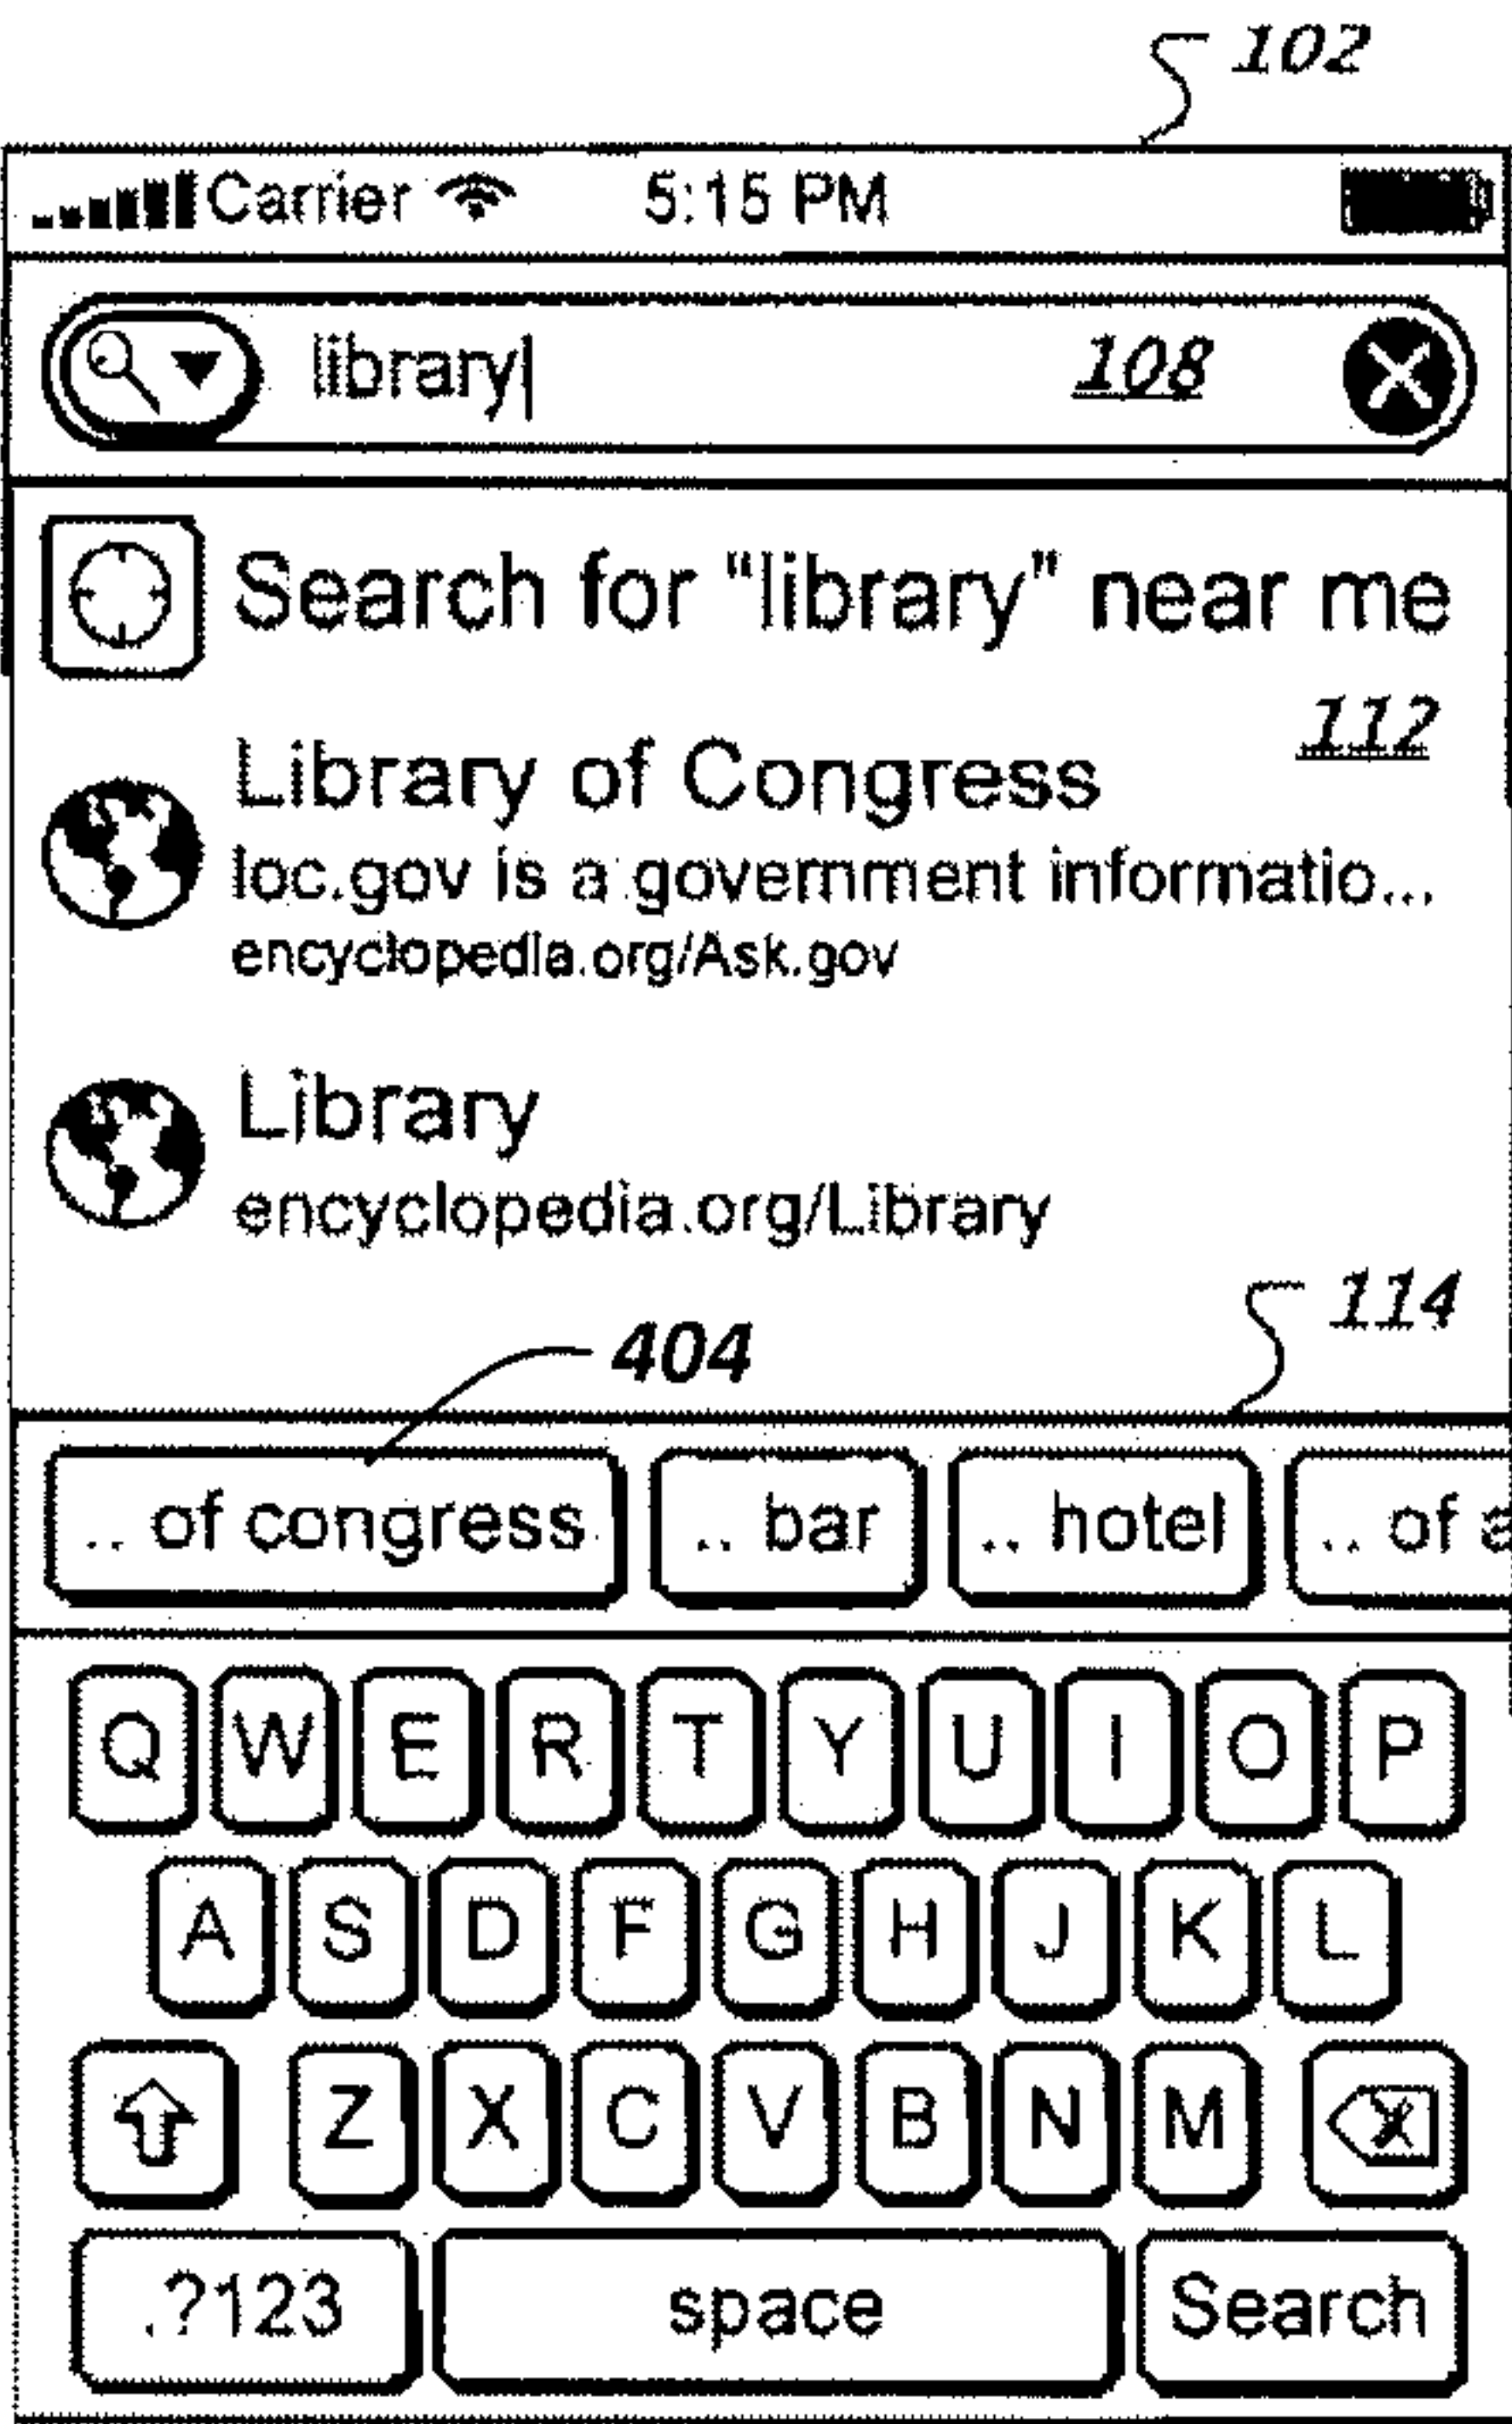 102
Carrier 5:15 PM
library 108
Search for "library" near me
112
Library of Congress
loc.gov is a government informatio...
encyclopedia.org/Ask.gov
Library
encyclopedia.org/Library
114
404
.. of congress .. bar .. hotel .. of a
Q W E R T Y U I O P
A S D F G H J K L
Z X C V B N M X
.?123 space Search